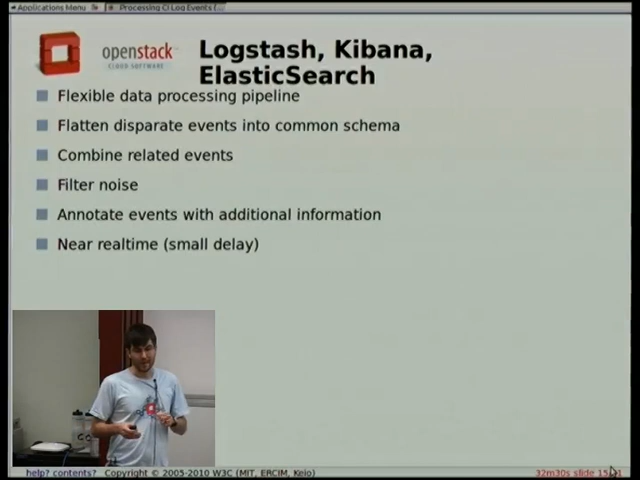 Applications Menu
Processing CI Log Events
openstack
CLOUD SOFTWARE
Logstash, Kibana,
ElasticSearch
Flexible data processing pipeline
Flatten disparate events into common schema
Combine related events
Filter noise
Annotate events with additional information
Near realtime (small delay)
help? contents? Copyright © 2005-2010 W3C (MIT, ERCIM, Keio)
32m30s slide